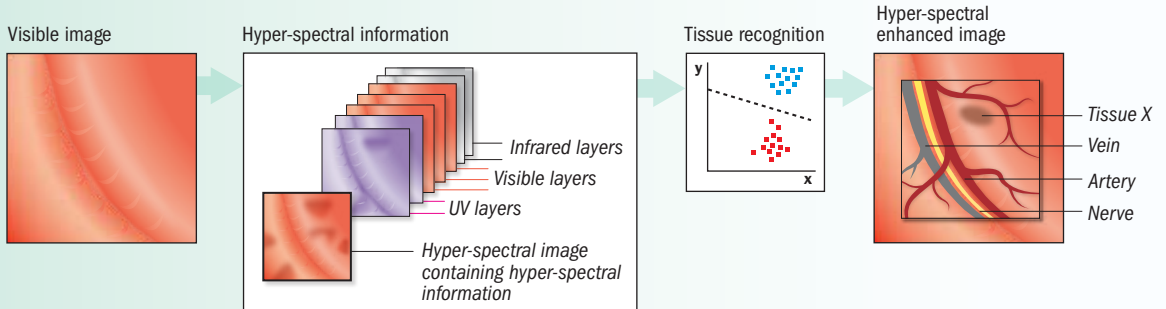 Visible image
Hyper-spectral information
Infrared layers
Visible layers
UV layers
Hyper-spectral image
containing hyper-spectral
information
Tissue recognition
y
x
Hyper-spectral
enhanced image
Tissue X
Vein
Artery
Nerve